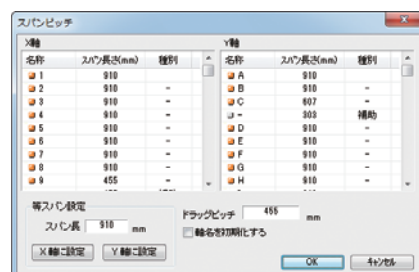 スパンピッチ
X軸
名称 スパン長さ(mm) 種別
1 910
2 910 -
3 910 -
4 910 -
5 910 -
6 910 -
7 910 -
8 910 -
9 455 -
Y軸
名称 スパン長さ(mm) 種別
A 910
B 910 -
C 607 -
- 303 補助
D 910 -
E 910 -
F 910 -
G 910 -
H 910 -
等スパン設定
スパン長 910 mm
X軸に設定 Y軸に設定
ドラッグピッチ 455 mm
軸名を初期化する
OK キャンセル